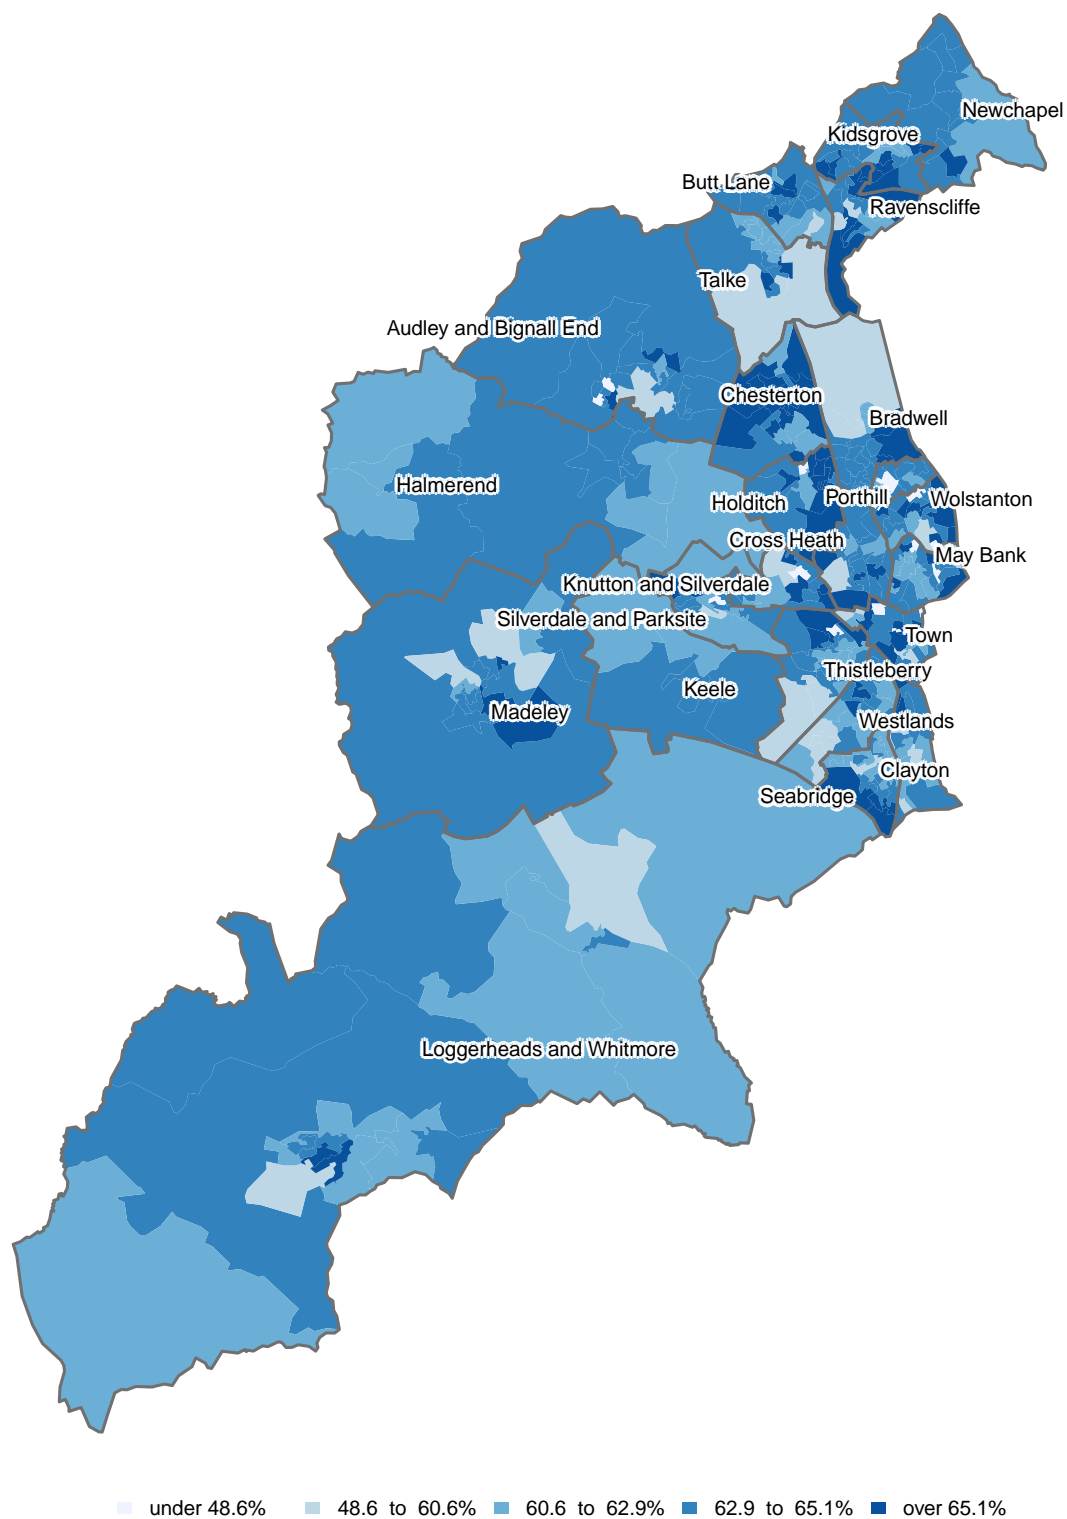 Newchapel
Kidsgrove
Butt Lane
Ravenscliffe
Talke
Audley and Bignall End
Chesterton
Bradwell
Halmerend
Holditch
Porthill
Wolstanton
Cross Heath
May Bank
Knutton and Silverdale
Silverdale and Parksite
Town
Thistleberry
Keele
Madeley
Westlands
Clayton
Seabridge
Loggerheads and Whitmore
under 48.6% 48.6 to 60.6% 60.6 to 62.9% 62.9 to 65.1% over 65.1%